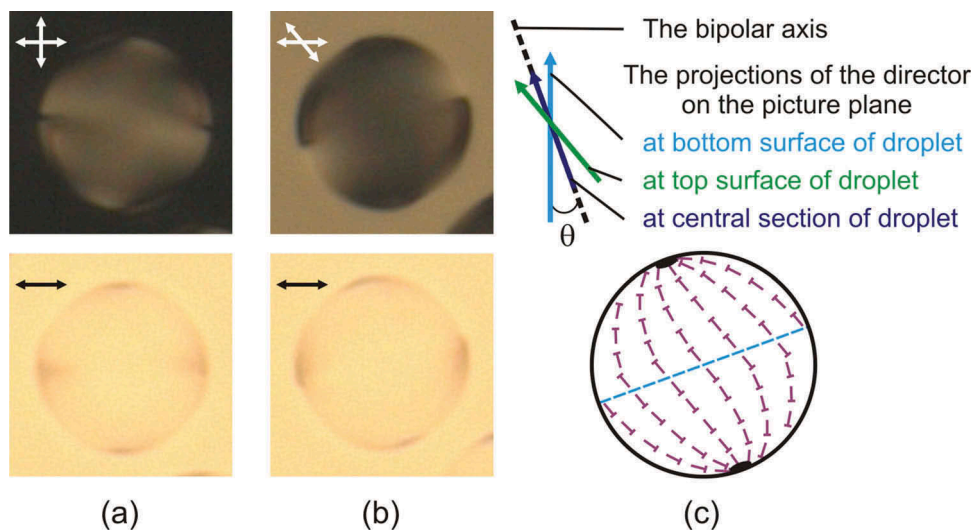 The bipolar axis
The projections of the director
on the picture plane
at bottom surface of droplet
at top surface of droplet
at central section of droplet
θ
(a)
(b)
(c)